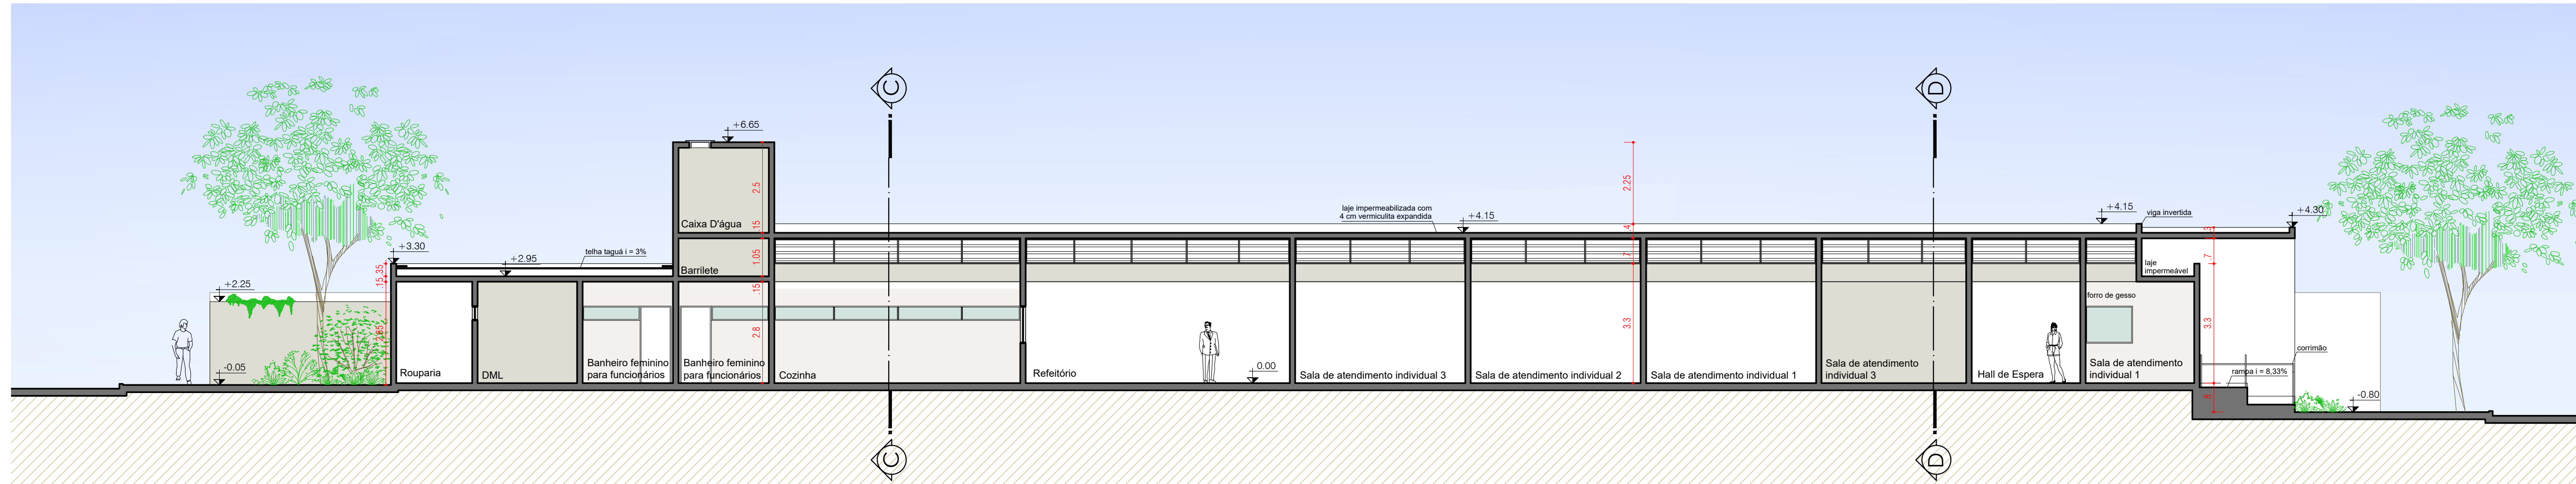 C
D
+6.65
2.5
2.25
Caixa D'água
laje impermeabilizada com
4 cm vermiculita expandida
+4.15
+4.15
viga invertida
+4.30
.15
.4
.3
+3.30
telha taguá i = 3%
+2.95
1.05
.7
.7
Barrilete
laje
impermeável
.35
.15
.15
+2.25
forro de gesso
2.8
3.3
3.3
corrimão
-0.05
Rouparia
DML
Banheiro feminino
para funcionários
Banheiro feminino
para funcionários
Cozinha
Refeitório
0.00
Sala de atendimento individual 3
Sala de atendimento individual 2
Sala de atendimento individual 1
Sala de atendimento
individual 3
Hall de Espera
Sala de atendimento
individual 1
rampa i = 8,33%
-0.80
C
D